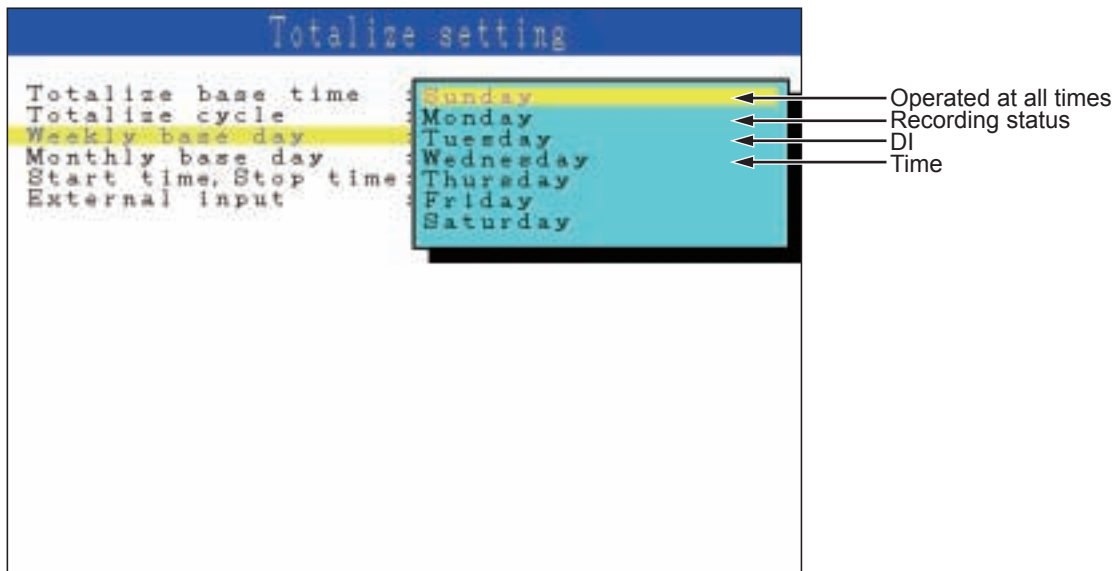 Totalize setting
Totalize base time :Sunday
Totalize cycle :Monday
Weekly base day Tuesday
Monthly base day :Wednesday
Start time, Stop time:Thursday
External input :Friday
Saturday
Operated at all times
Recording status
DI
Time